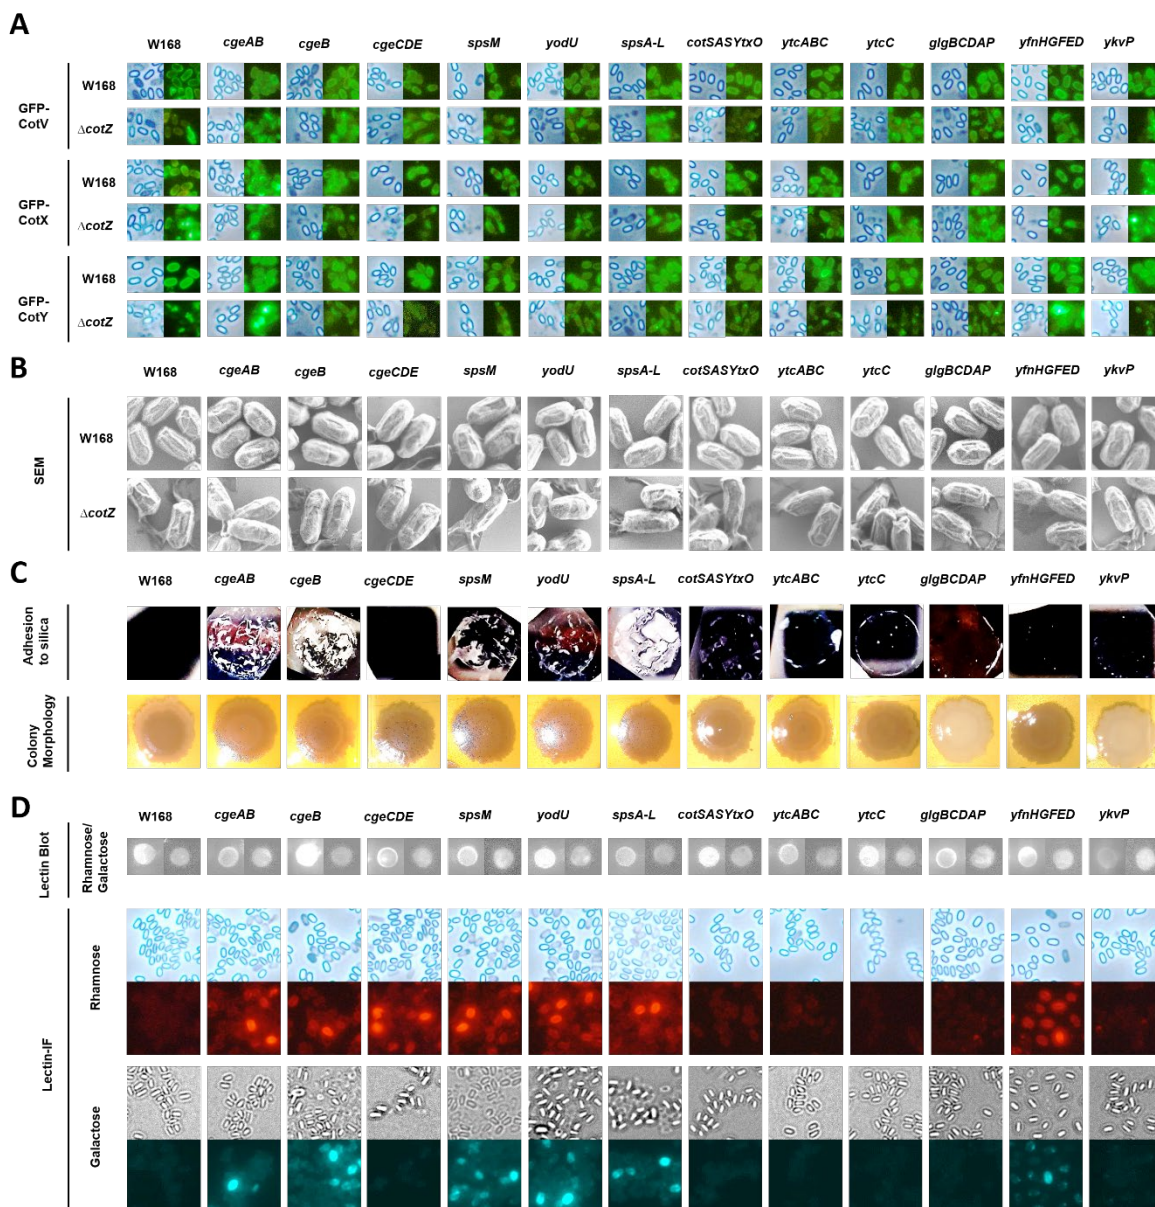 A
W168 cgeAB cgeB cgeCDE spsM yodU spsA-L cotSASYtxO ytcABC ytcC glgBCDAP yfnHGFED ykvP
GFP-
CotV
W168
ΔcotZ
GFP-
CotX
W168
ΔcotZ
GFP-
CotY
W168
ΔcotZ
B
W168 cgeAB cgeB cgeCDE spsM yodU spsA-L cotSASYtxO ytcABC ytcC glgBCDAP yfnHGFED ykvP
SEM
W168
ΔcotZ
C
W168 cgeAB cgeB cgeCDE spsM yodU spsA-L cotSASYtxO ytcABC ytcC glgBCDAP yfnHGFED ykvP
Adhesion
to silica
Colony
Morphology
D
W168 cgeAB cgeB cgeCDE spsM yodU spsA-L cotSASYtxO ytcABC ytcC glgBCDAP yfnHGFED ykvP
Lectin Blot
Rhamnose/
Galactose
Lectin-IF
Rhamnose
Galactose